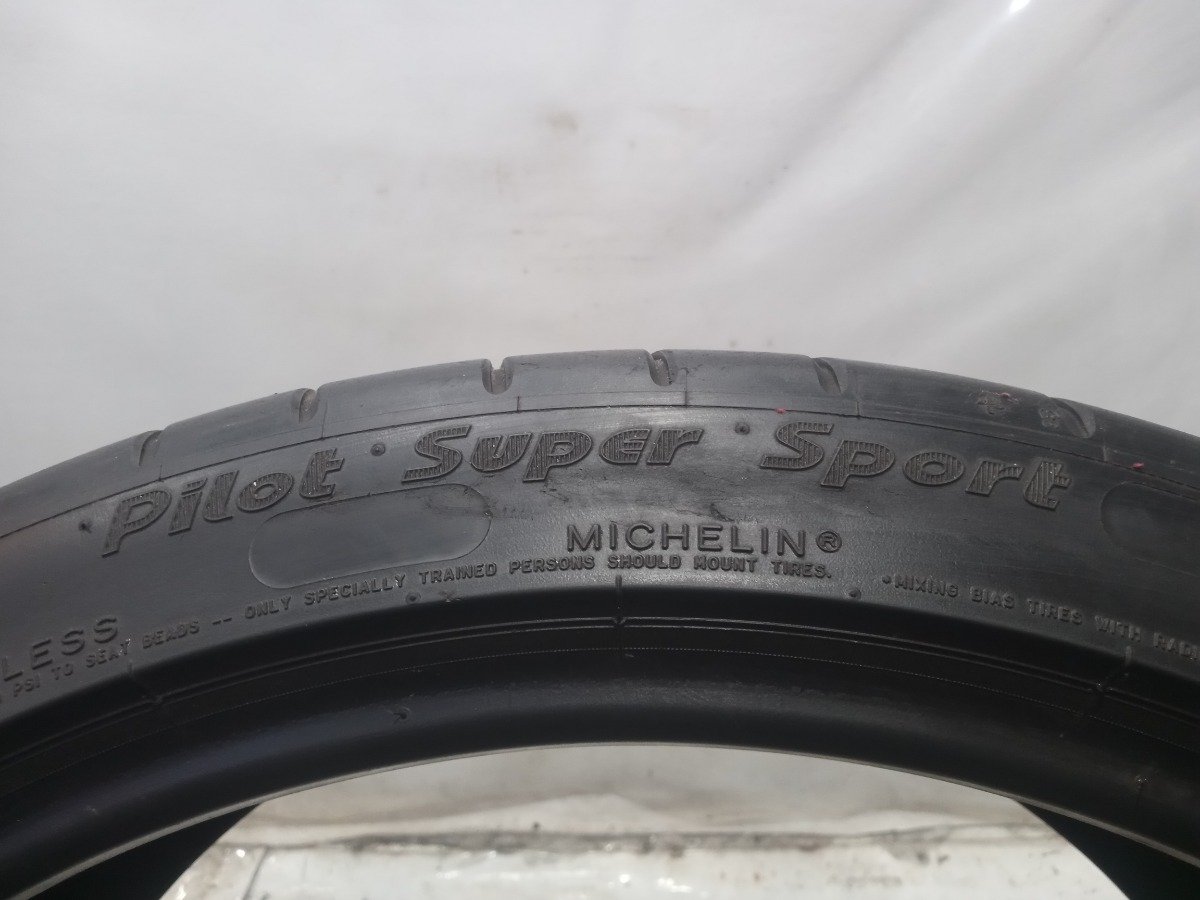 Pilot Super Sport
MICHELIN®
LESS
PSI TO SEAT BEADS -- ONLY SPECIALLY TRAINED PERSONS SHOULD MOUNT TIRES.
•MIXING BIAS TIRES WITH RADI